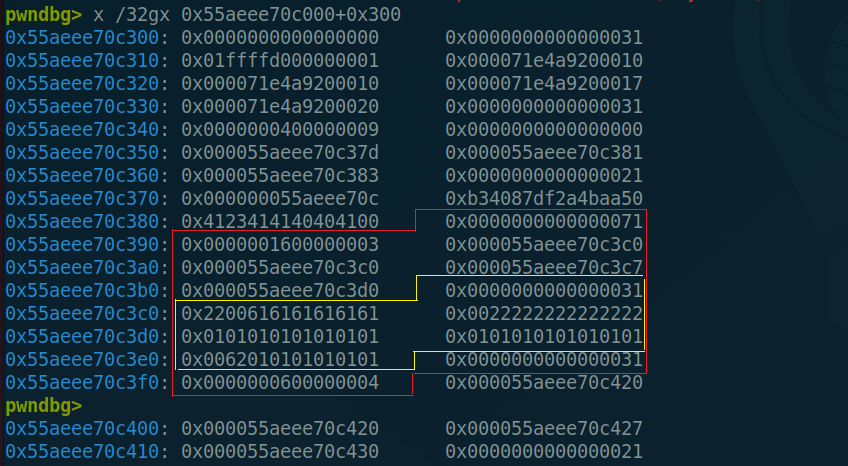 pwndbg> x /32gx 0x55aeee70c000+0x300
0x55aeee70c300: 0x0000000000000000 0x0000000000000031
0x55aeee70c310: 0x01ffffd000000001 0x000071e4a9200010
0x55aeee70c320: 0x000071e4a9200010 0x000071e4a9200017
0x55aeee70c330: 0x000071e4a9200020 0x0000000000000031
0x55aeee70c340: 0x0000000400000009 0x0000000000000000
0x55aeee70c350: 0x000055aeee70c37d 0x000055aeee70c381
0x55aeee70c360: 0x000055aeee70c383 0x0000000000000021
0x55aeee70c370: 0x000000055aeee70c 0xb34087df2a4baa50
0x55aeee70c380: 0x4123414140404100 0x0000000000000071
0x55aeee70c390: 0x0000001600000003 0x000055aeee70c3c0
0x55aeee70c3a0: 0x000055aeee70c3c0 0x000055aeee70c3c7
0x55aeee70c3b0: 0x000055aeee70c3d0 0x0000000000000031
0x55aeee70c3c0: 0x2200616161616161 0x0022222222222222
0x55aeee70c3d0: 0x0101010101010101 0x0101010101010101
0x55aeee70c3e0: 0x0062010101010101 0x0000000000000031
0x55aeee70c3f0: 0x0000000600000004 0x000055aeee70c420
pwndbg>
0x55aeee70c400: 0x000055aeee70c420 0x000055aeee70c427
0x55aeee70c410: 0x000055aeee70c430 0x0000000000000021